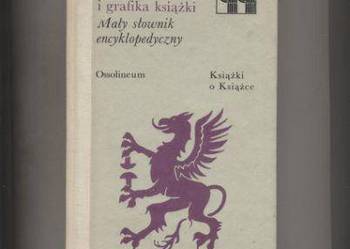 i grafika książki
Mały słownik
encyklopedyczny
Ossolineum
Książki
o Książce